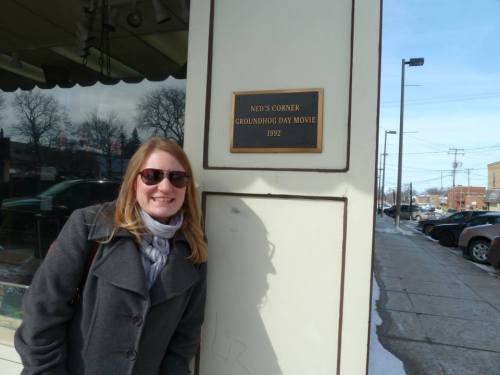 NED'S CORNER
GROUNDHOG DAY MOVIE
1992